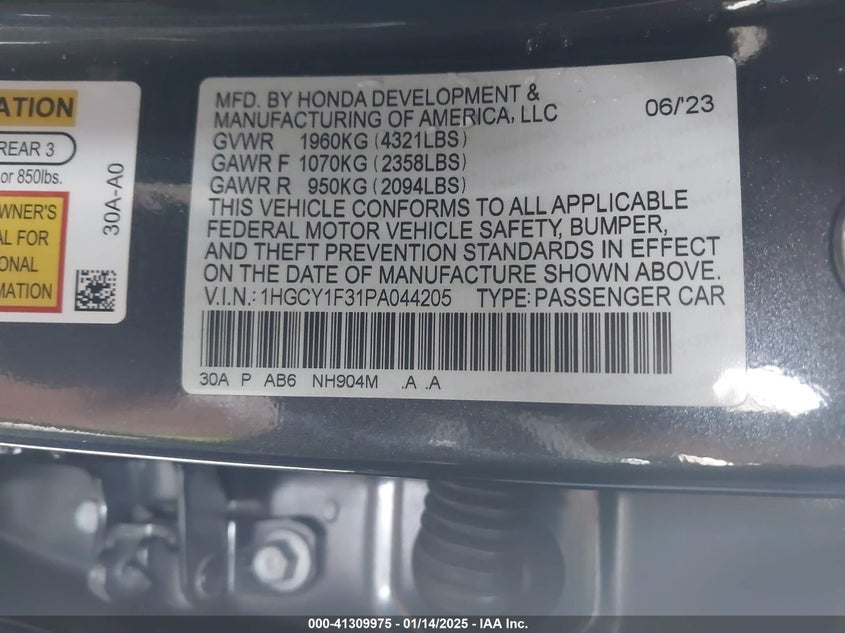 ATION
REAR 3
or 850lbs.
OWNER'S
AL FOR
ONAL
MATION
30A-A0
MFD. BY HONDA DEVELOPMENT &
MANUFACTURING OF AMERICA, LLC
06/'23
GVWR 1960KG (4321LBS)
GAWR F 1070KG (2358LBS)
GAWR R 950KG (2094LBS)
THIS VEHICLE CONFORMS TO ALL APPLICABLE
FEDERAL MOTOR VEHICLE SAFETY, BUMPER,
AND THEFT PREVENTION STANDARDS IN EFFECT
ON THE DATE OF MANUFACTURE SHOWN ABOVE.
V.I.N.: 1HGCY1F31PA044205 TYPE: PASSENGER CAR
30A P AB6 NH904M .A .A
000-41309975 - 01/14/2025 - IAA Inc.